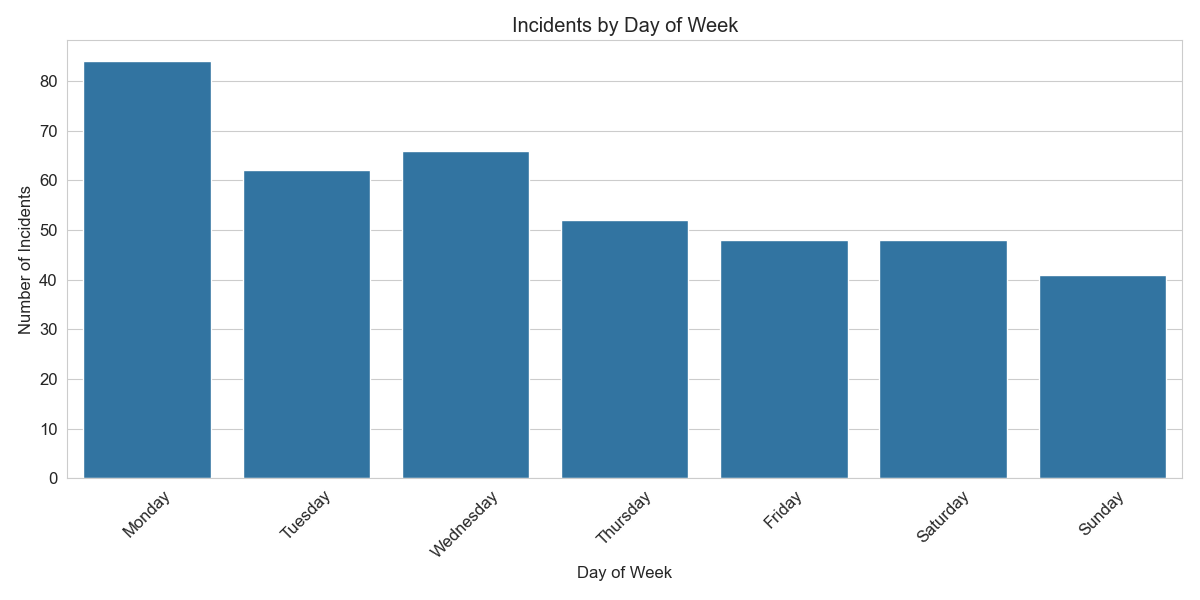 Incidents by Day of Week
Number of Incidents
80
70
60
50
40
30
20
10
0
Monday
Tuesday
Wednesday
Thursday
Friday
Saturday
Sunday
Day of Week